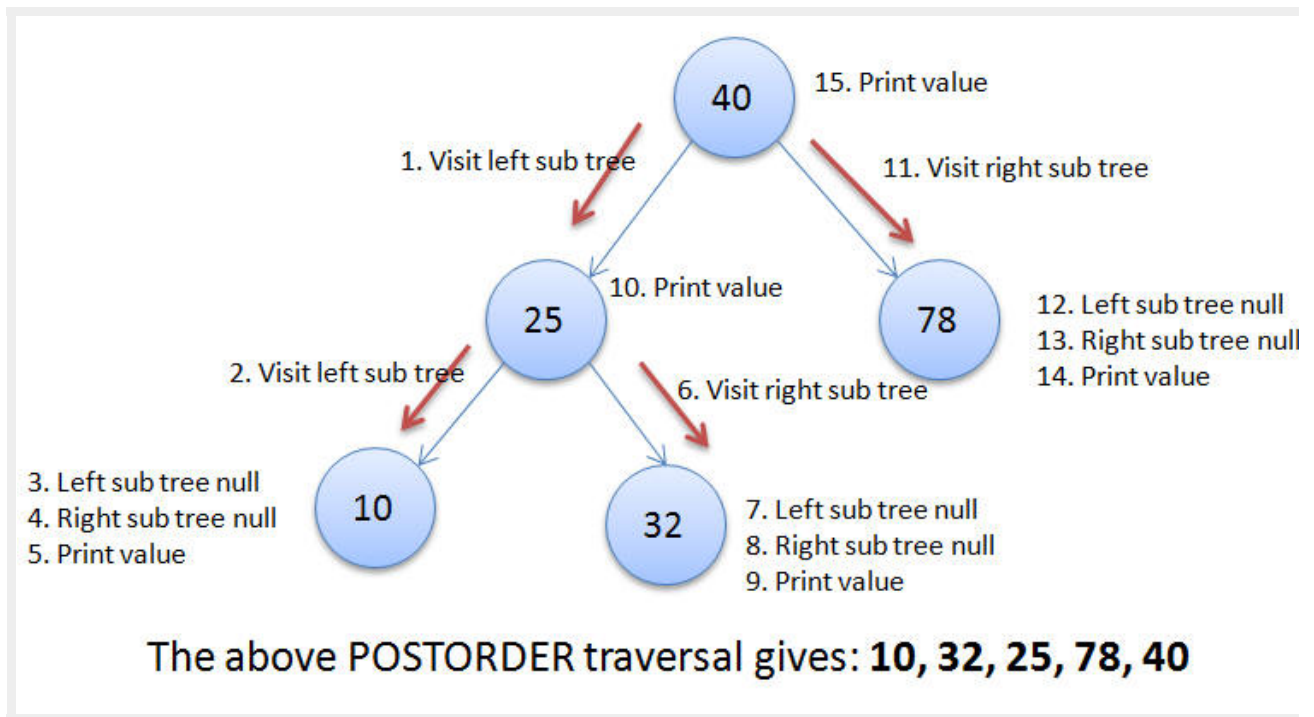 40
15. Print value
1. Visit left sub tree
11. Visit right sub tree
25
10. Print value
78
12. Left sub tree null
13. Right sub tree null
14. Print value
2. Visit left sub tree
6. Visit right sub tree
3. Left sub tree null
4. Right sub tree null
5. Print value
10
32
7. Left sub tree null
8. Right sub tree null
9. Print value
The above POSTORDER traversal gives: 10, 32, 25, 78, 40